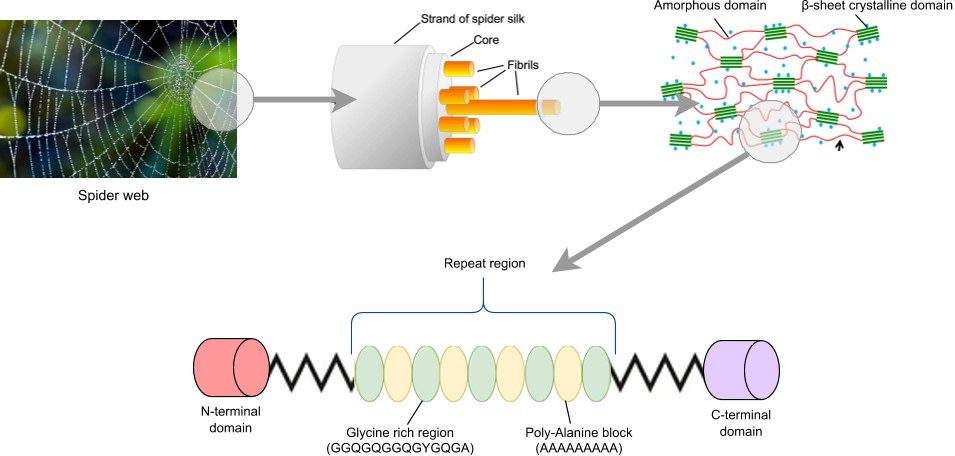 Strand of spider silk
Core
Fibrils
Amorphous domain
β-sheet crystalline domain
Spider web
Repeat region
N-terminal
domain
Glycine rich region
(GGQGQGGQGYGQGA)
Poly-Alanine block
(AAAAAAAAA)
C-terminal
domain